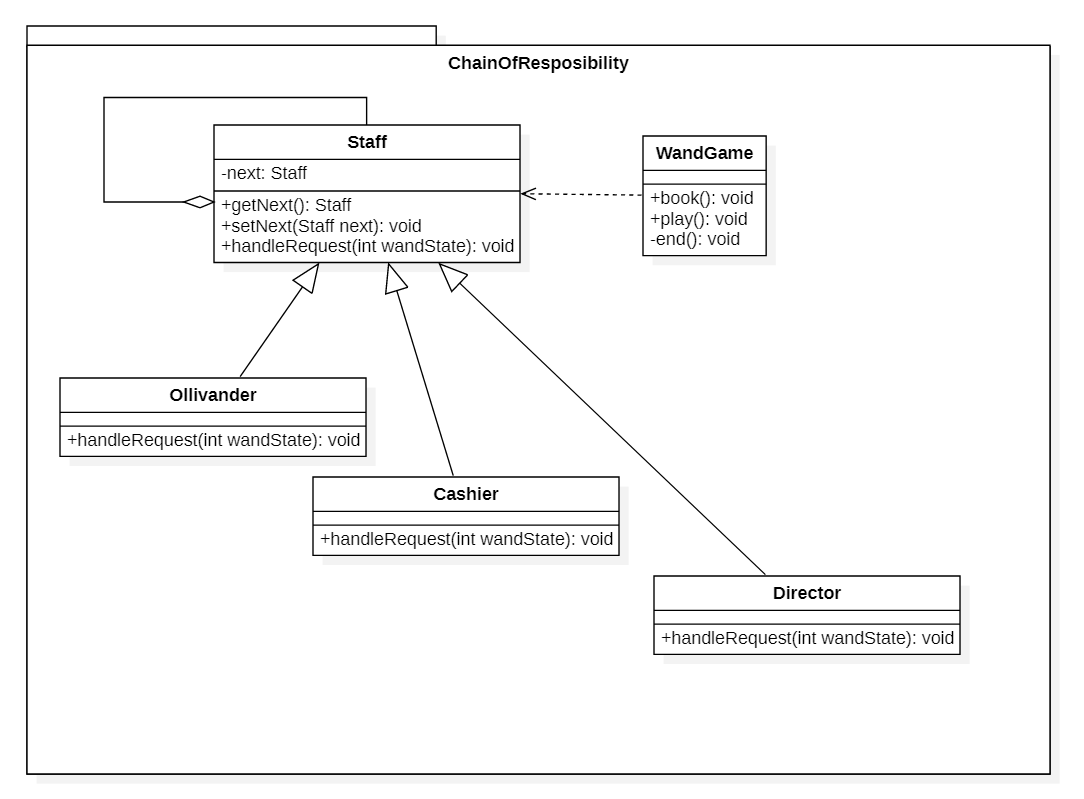 ChainOfResposibility
Staff
-next: Staff
+getNext(): Staff
+setNext(Staff next): void
+handleRequest(int wandState): void
WandGame
+book(): void
+play(): void
-end(): void
Ollivander
+handleRequest(int wandState): void
Cashier
+handleRequest(int wandState): void
Director
+handleRequest(int wandState): void